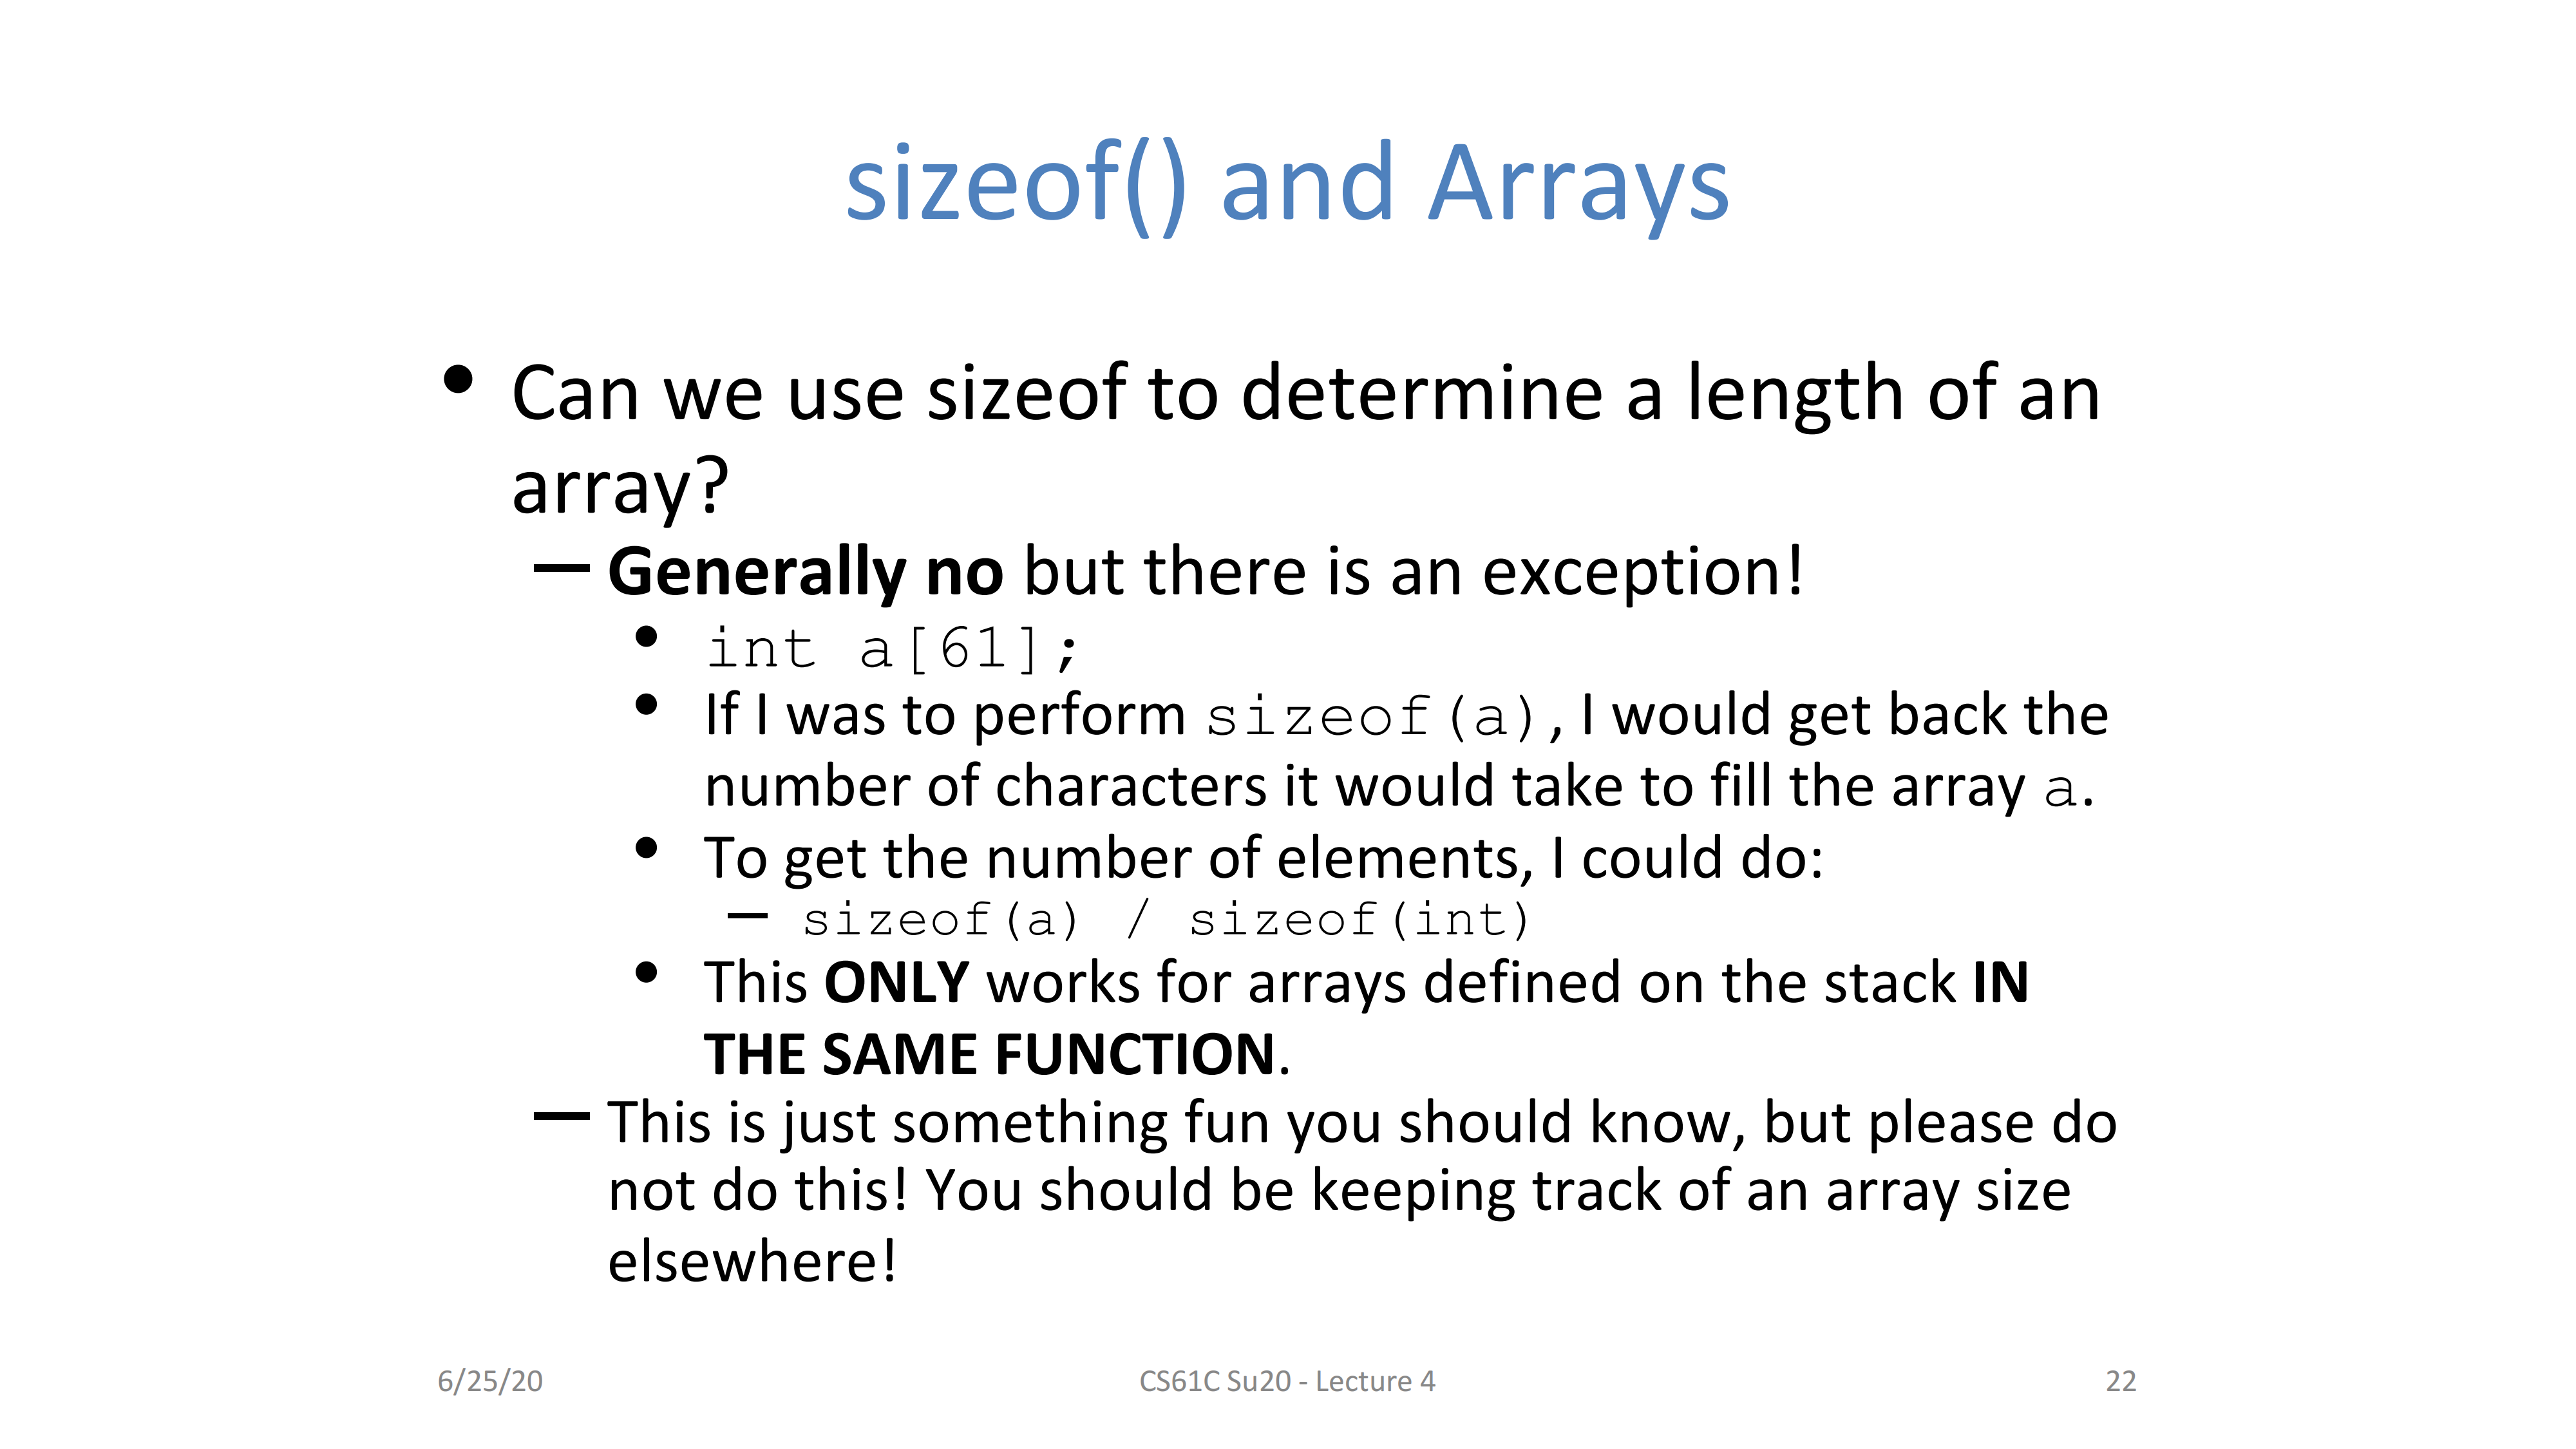 sizeof() and Arrays
• Can we use sizeof to determine a length of an
array?
— Generally no but there is an exception!
• int a[61];
• If I was to perform sizeof(a), I would get back the
number of characters it would take to fill the array a.
• To get the number of elements, I could do:
— sizeof(a) / sizeof(int)
• This ONLY works for arrays defined on the stack IN
THE SAME FUNCTION.
— This is just something fun you should know, but please do
not do this! You should be keeping track of an array size
elsewhere!
6/25/20
CS61C Su20 - Lecture 4
22